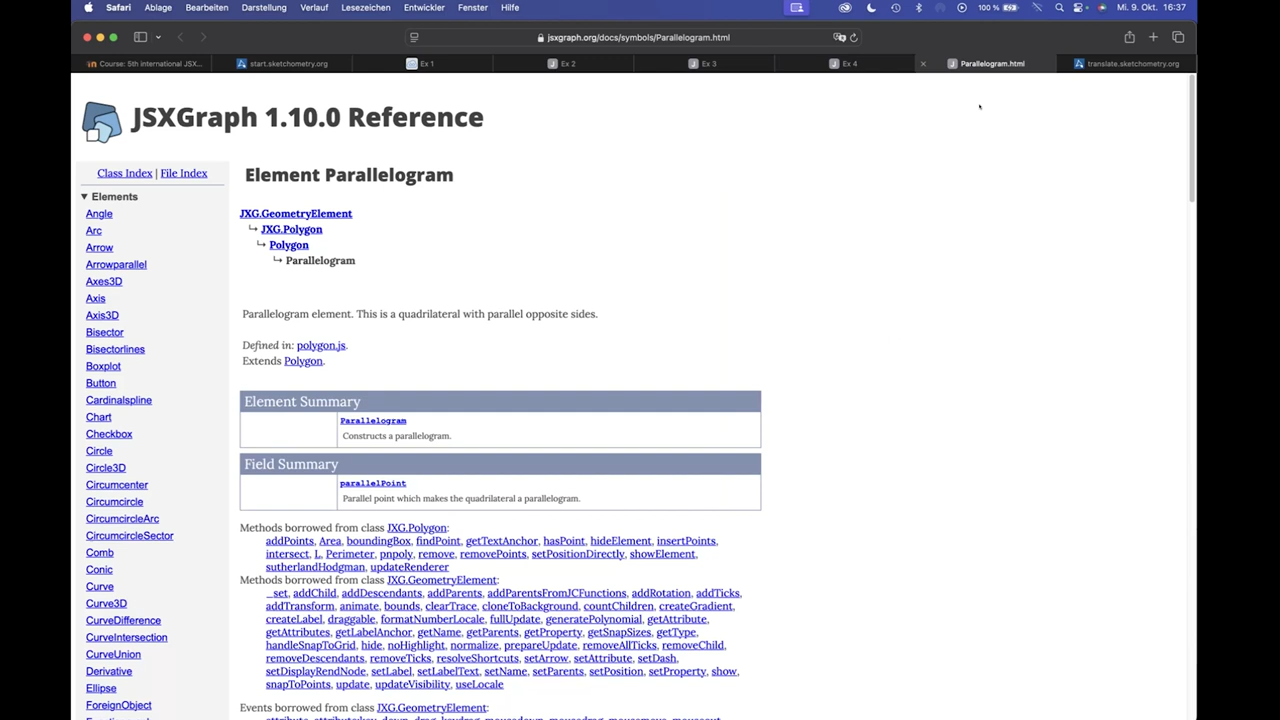 Safari Ablage Bearbeiten Darstellung Verlauf Lesezeichen Entwickler Fenster Hilfe 100 % Mi. 9. Okt. 16:37
jsxgraph.org/docs/symbols/Parallelogram.html
Course: 5th international JSX... start.sketchometry.org Ex 1 Ex 2 Ex 3 Ex 4 Parallelogram.html translate.sketchometry.org
JSXGraph 1.10.0 Reference
Class Index | File Index
Elements
Angle
Arc
Arrow
Arrowparallel
Axes3D
Axis
Axis3D
Bisector
Bisectorlines
Boxplot
Button
Cardinalspline
Chart
Checkbox
Circle
Circle3D
Circumcenter
Circumcircle
CircumcircleArc
CircumcircleSector
Comb
Conic
Curve
Curve3D
CurveDifference
CurveIntersection
CurveUnion
Derivative
Ellipse
ForeignObject
Element Parallelogram
JXG.GeometryElement
↳ JXG.Polygon
↳ Polygon
↳ Parallelogram
Parallelogram element. This is a quadrilateral with parallel opposite sides.
Defined in: polygon.js.
Extends Polygon.
Element Summary
Parallelogram
Constructs a parallelogram.
Field Summary
parallelPoint
Parallel point which makes the quadrilateral a parallelogram.
Methods borrowed from class JXG.Polygon:
addPoints, Area, boundingBox, findPoint, getTextAnchor, hasPoint, hideElement, insertPoints,
intersect, L, Perimeter, pnpoly, remove, removePoints, setPositionDirectly, showElement,
sutherlandHodgman, updateRenderer
Methods borrowed from class JXG.GeometryElement:
_set, addChild, addDescendants, addParents, addParentsFromJCFunctions, addRotation, addTicks,
addTransform, animate, bounds, clearTrace, cloneToBackground, countChildren, createGradient,
createLabel, draggable, formatNumberLocale, fullUpdate, generatePolynomial, getAttribute,
getAttributes, getLabelAnchor, getName, getParents, getProperty, getSnapSizes, getType,
handleSnapToGrid, hide, noHighlight, normalize, prepareUpdate, removeAllTicks, removeChild,
removeDescendants, removeTicks, resolveShortcuts, setArrow, setAttribute, setDash,
setDisplayRendNode, setLabel, setLabelText, setName, setParents, setPosition, setProperty, show,
snapToPoints, update, updateVisibility, useLocale
Events borrowed from class JXG.GeometryElement: